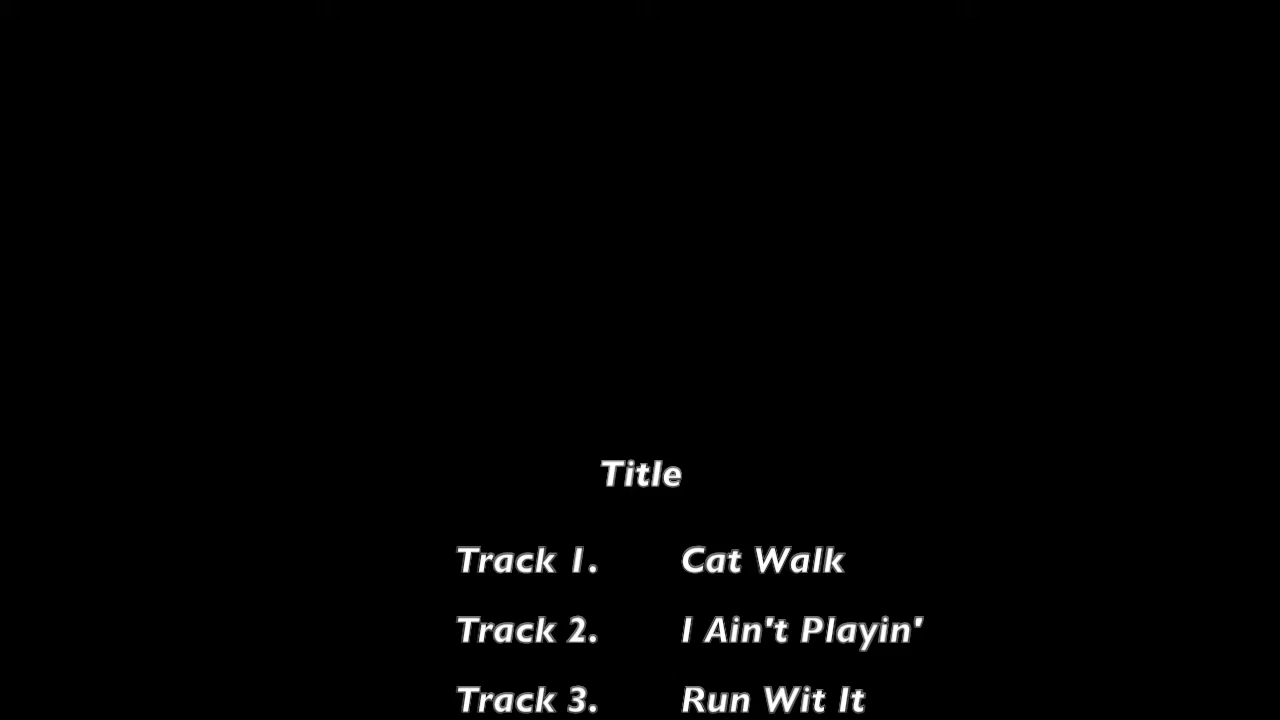 Title
Track 1. Cat Walk
Track 2. I Ain't Playin'
Track 3. Run Wit It